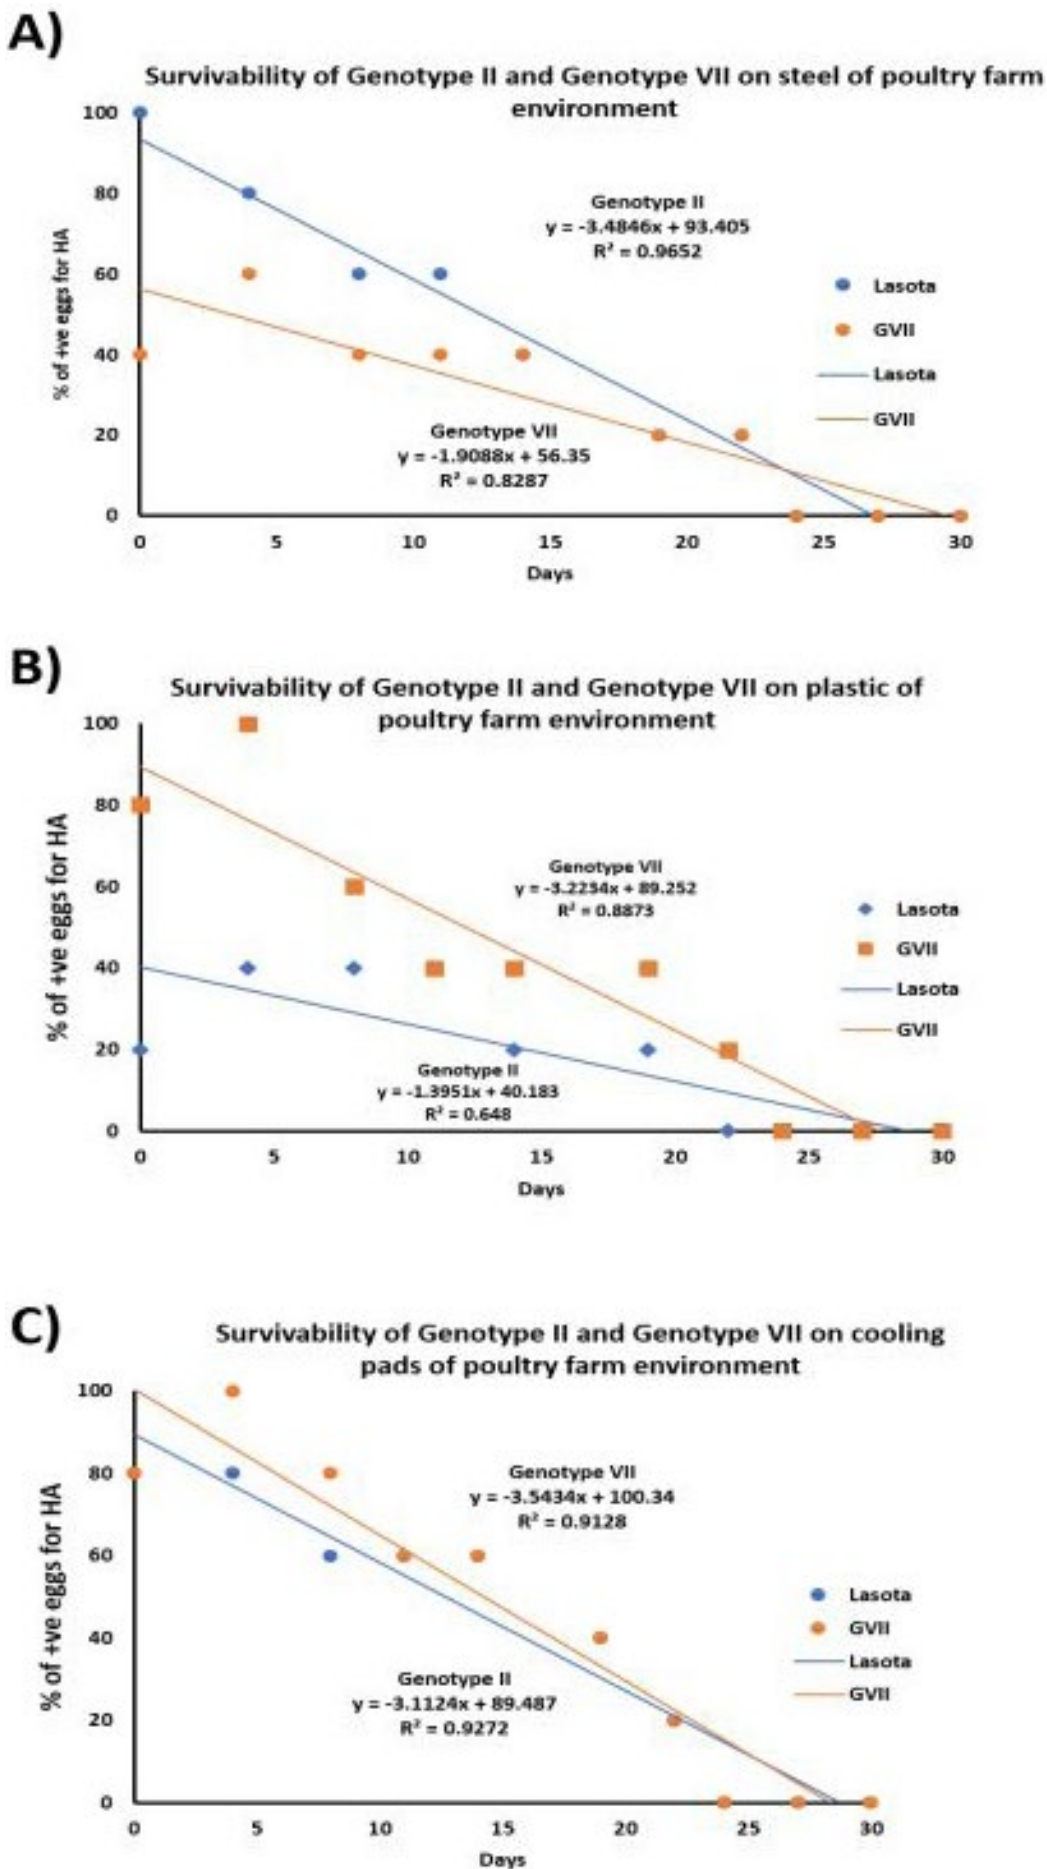 A)
Survivability of Genotype II and Genotype VII on steel of poultry farm
environment
100
80
60
40
20
0
% of +ve eggs for HA
Genotype II
y = -3.4846x + 93.405
R² = 0.9652
Lasota
GVII
Lasota
GVII
Genotype VII
y = -1.9088x + 56.35
R² = 0.8287
0 5 10 15 20 25 30
Days
B)
Survivability of Genotype II and Genotype VII on plastic of
poultry farm environment
100
80
60
40
20
0
% of +ve eggs for HA
Genotype VII
y = -3.2234x + 89.252
R² = 0.8873
Lasota
GVII
Lasota
GVII
Genotype II
y = -1.3951x + 40.183
R² = 0.648
0 5 10 15 20 25 30
Days
C)
Survivability of Genotype II and Genotype VII on cooling
pads of poultry farm environment
100
80
60
40
20
0
% of +ve eggs for HA
Genotype VII
y = -3.5434x + 100.34
R² = 0.9128
Lasota
GVII
Lasota
GVII
Genotype II
y = -3.1124x + 89.487
R² = 0.9272
0 5 10 15 20 25 30
Days